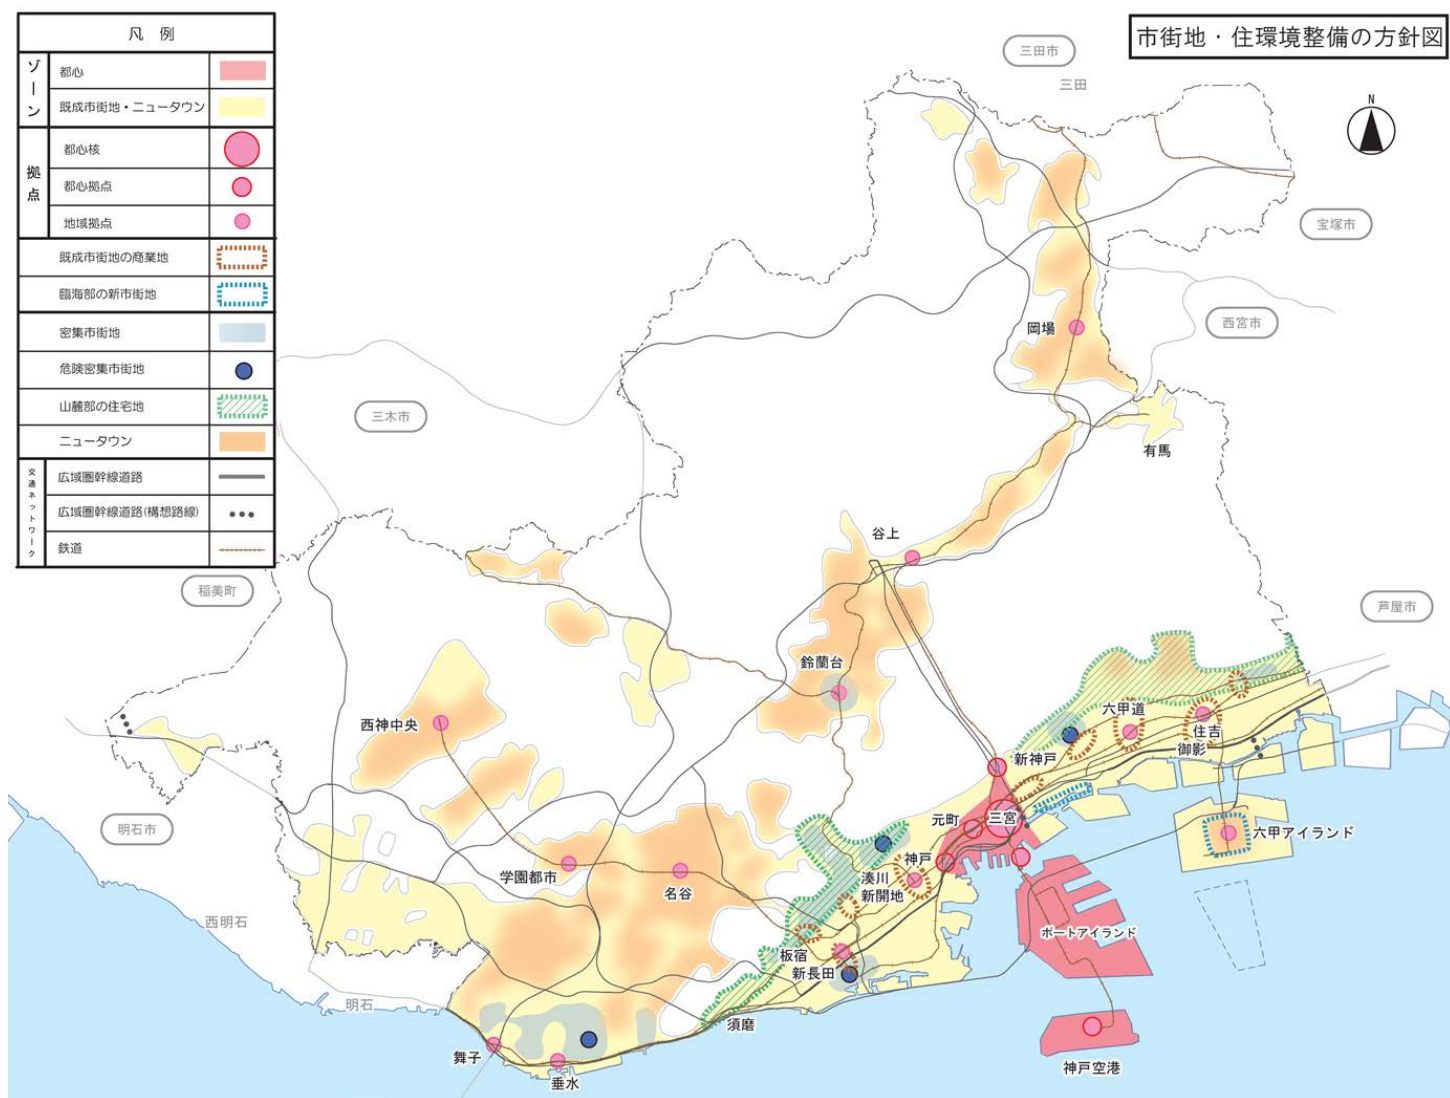 凡 例
ゾーン
都心
既成市街地・ニュータウン
拠点
都心核
都心拠点
地域拠点
既成市街地の商業地
臨海部の新市街地
密集市街地
危険密集市街地
山麓部の住宅地
ニュータウン
交通ネットワーク
広域圏幹線道路
広域圏幹線道路(構想路線)
鉄道
市街地・住環境整備の方針図
N
三田市
三田
宝塚市
西宮市
岡場
三木市
有馬
谷上
稲美町
芦屋市
鈴蘭台
西神中央
六甲道
住吉
御影
新神戸
明石市
元町
三宮
六甲アイランド
神戸
湊川
新開地
学園都市
名谷
西明石
ポートアイランド
板宿
新長田
明石
須磨
舞子
垂水
神戸空港